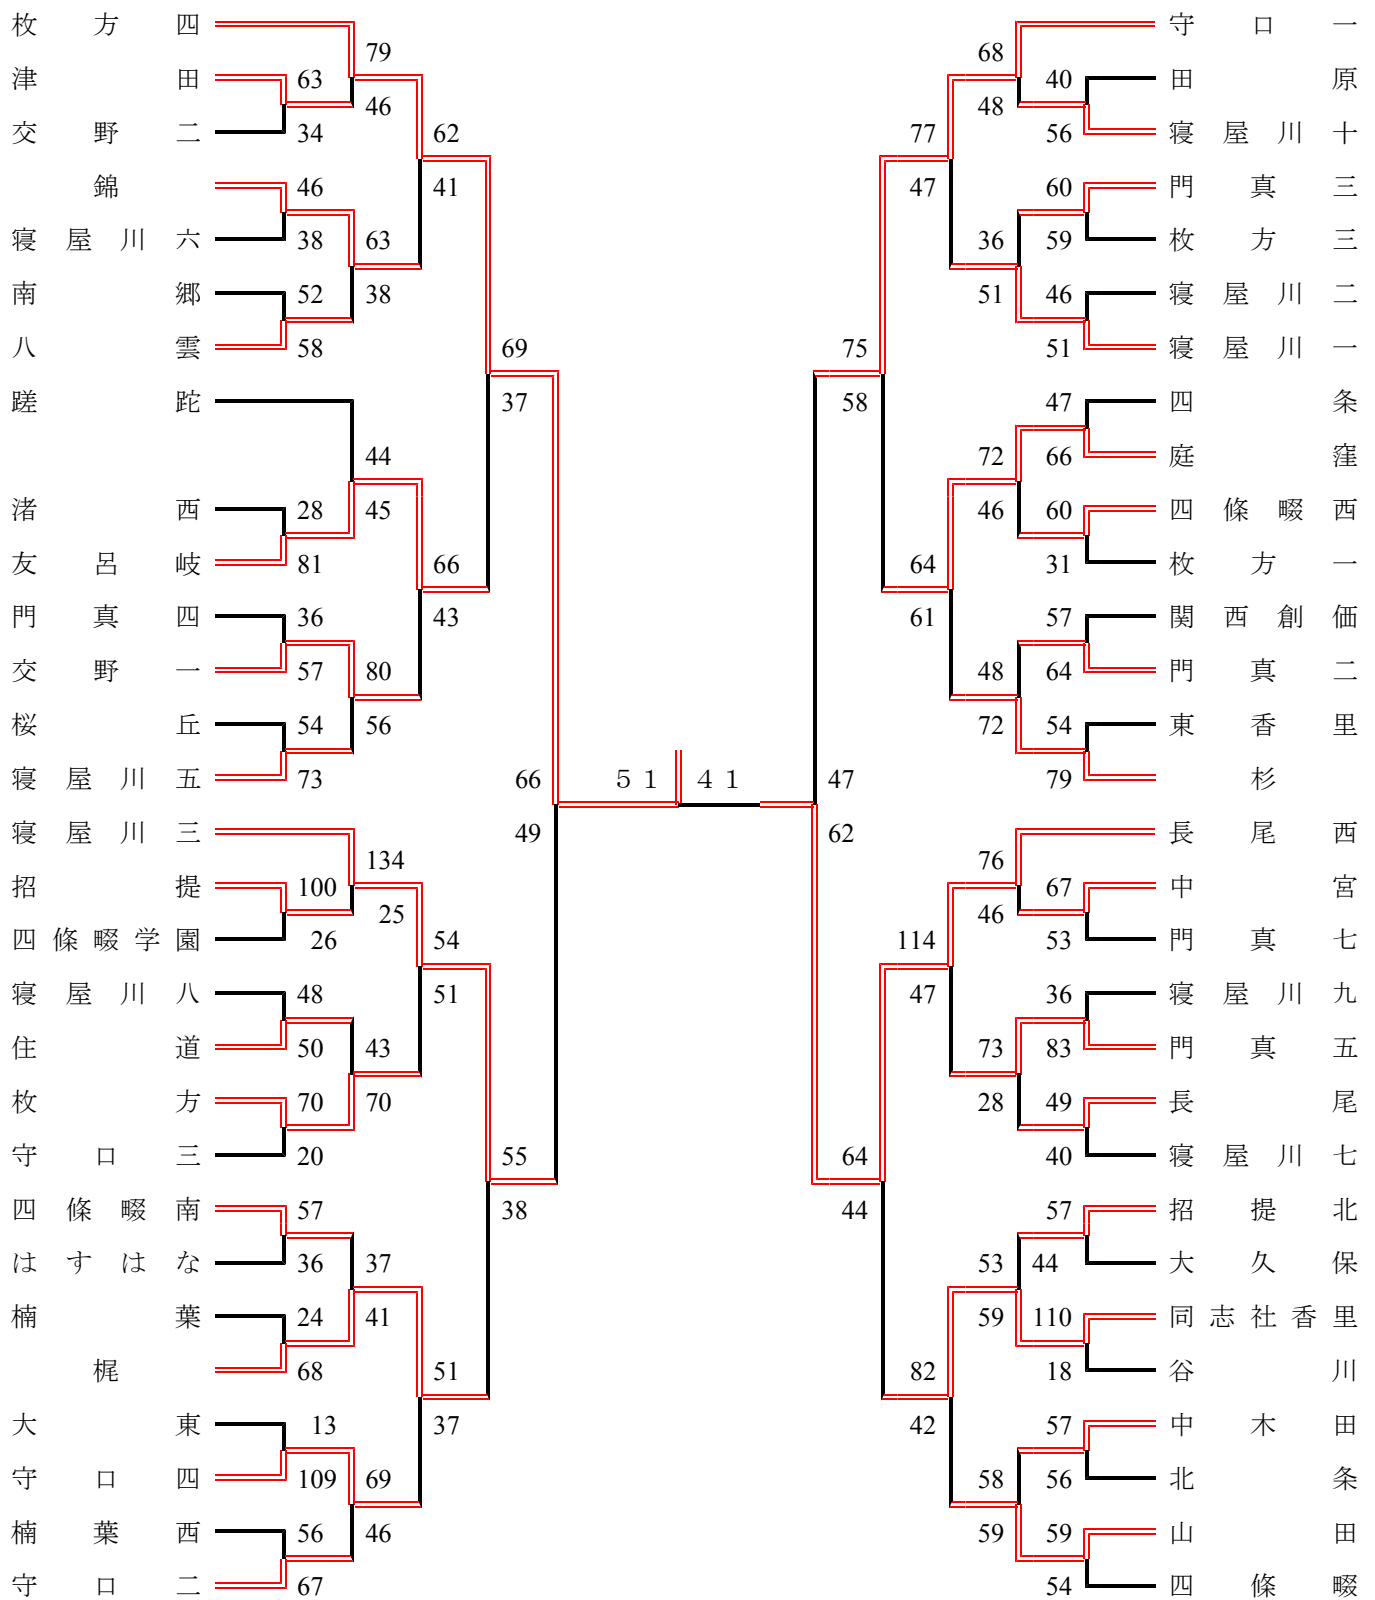 枚方四 79 68 守口一
津田 63 46 48 40 田原
交野二 34 62 77 56 寝屋川十
錦 46 41 47 60 門真三
寝屋川六 38 63 36 59 枚方三
南郷 52 38 51 46 寝屋川二
八雲 58 69 75 51 寝屋川一
蹉跎 37 58 47 四条
44 72 66 庭窪
渚西 28 45 46 60 四條畷西
友呂岐 81 66 64 31 枚方一
門真四 36 43 61 57 関西創価
交野一 57 80 48 64 門真二
桜丘 54 56 72 54 東香里
寝屋川五 73 66 51 41 47 79 杉
寝屋川三 134 49 62 76 長尾西
招提 100 25 46 67 中宮
四條畷学園 26 54 114 53 門真七
寝屋川八 48 51 47 36 寝屋川九
住道 50 43 73 83 門真五
枚方 70 70 28 49 長尾
守口三 20 55 64 40 寝屋川七
四條畷南 57 38 44 57 招提北
はすはな 36 37 53 44 大久保
楠葉 24 41 59 110 同志社香里
梶 68 51 82 18 谷川
大東 13 37 42 57 中木田
守口四 109 69 58 56 北条
楠葉西 56 46 59 59 山田
守口二 67 54 四條畷